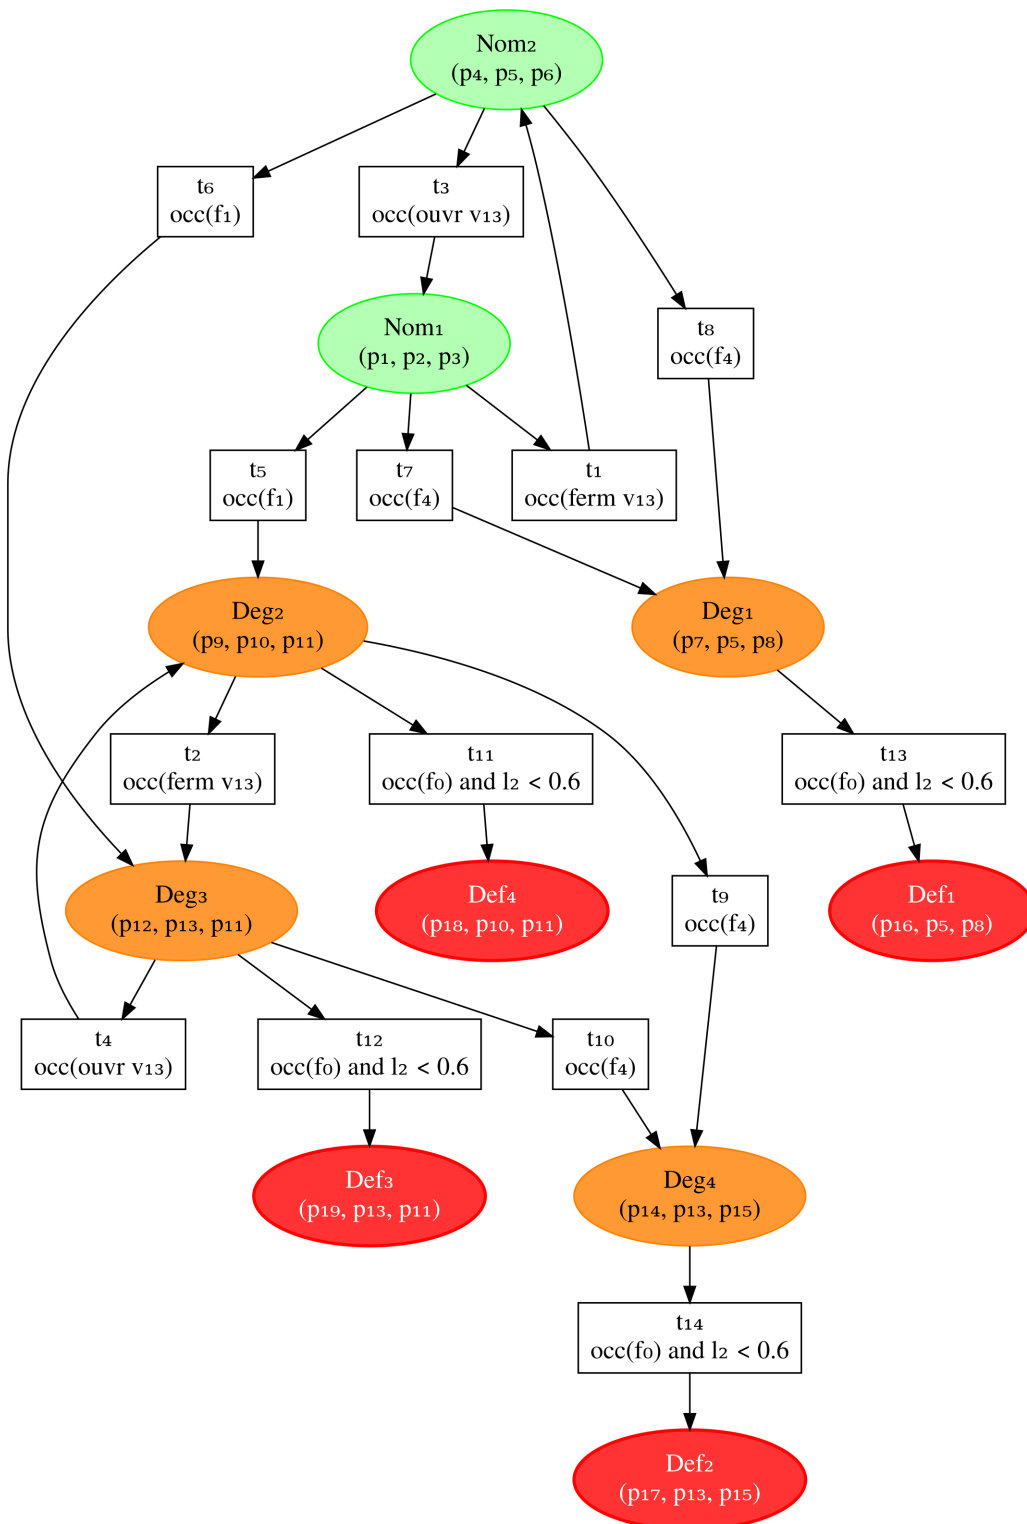 Nom₂
(p₄, p₅, p₆)
t₆
occ(f₁)
t₃
occ(ouvr v₁₃)
Nom₁
(p₁, p₂, p₃)
t₈
occ(f₄)
t₅
occ(f₁)
t₇
occ(f₄)
t₁
occ(ferm v₁₃)
Deg₂
(p₉, p₁₀, p₁₁)
Deg₁
(p₇, p₅, p₈)
t₂
occ(ferm v₁₃)
t₁₁
occ(f₀) and l₂ < 0.6
t₁₃
occ(f₀) and l₂ < 0.6
Deg₃
(p₁₂, p₁₃, p₁₁)
Def₄
(p₁₈, p₁₀, p₁₁)
t₉
occ(f₄)
Def₁
(p₁₆, p₅, p₈)
t₄
occ(ouvr v₁₃)
t₁₂
occ(f₀) and l₂ < 0.6
t₁₀
occ(f₄)
Def₃
(p₁₉, p₁₃, p₁₁)
Deg₄
(p₁₄, p₁₃, p₁₅)
t₁₄
occ(f₀) and l₂ < 0.6
Def₂
(p₁₇, p₁₃, p₁₅)